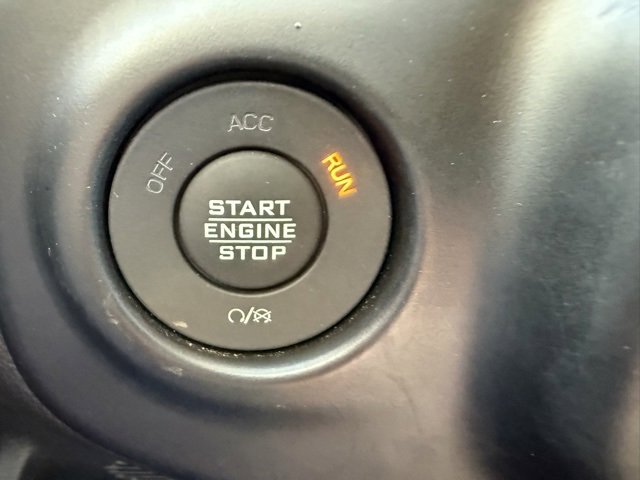 ACC
OFF
RUN
START
ENGINE
STOP